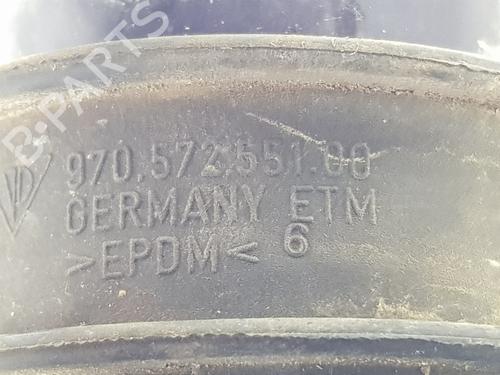 B-PARTS
970.572.551.00
GERMANY ETM
>EPDM< 6